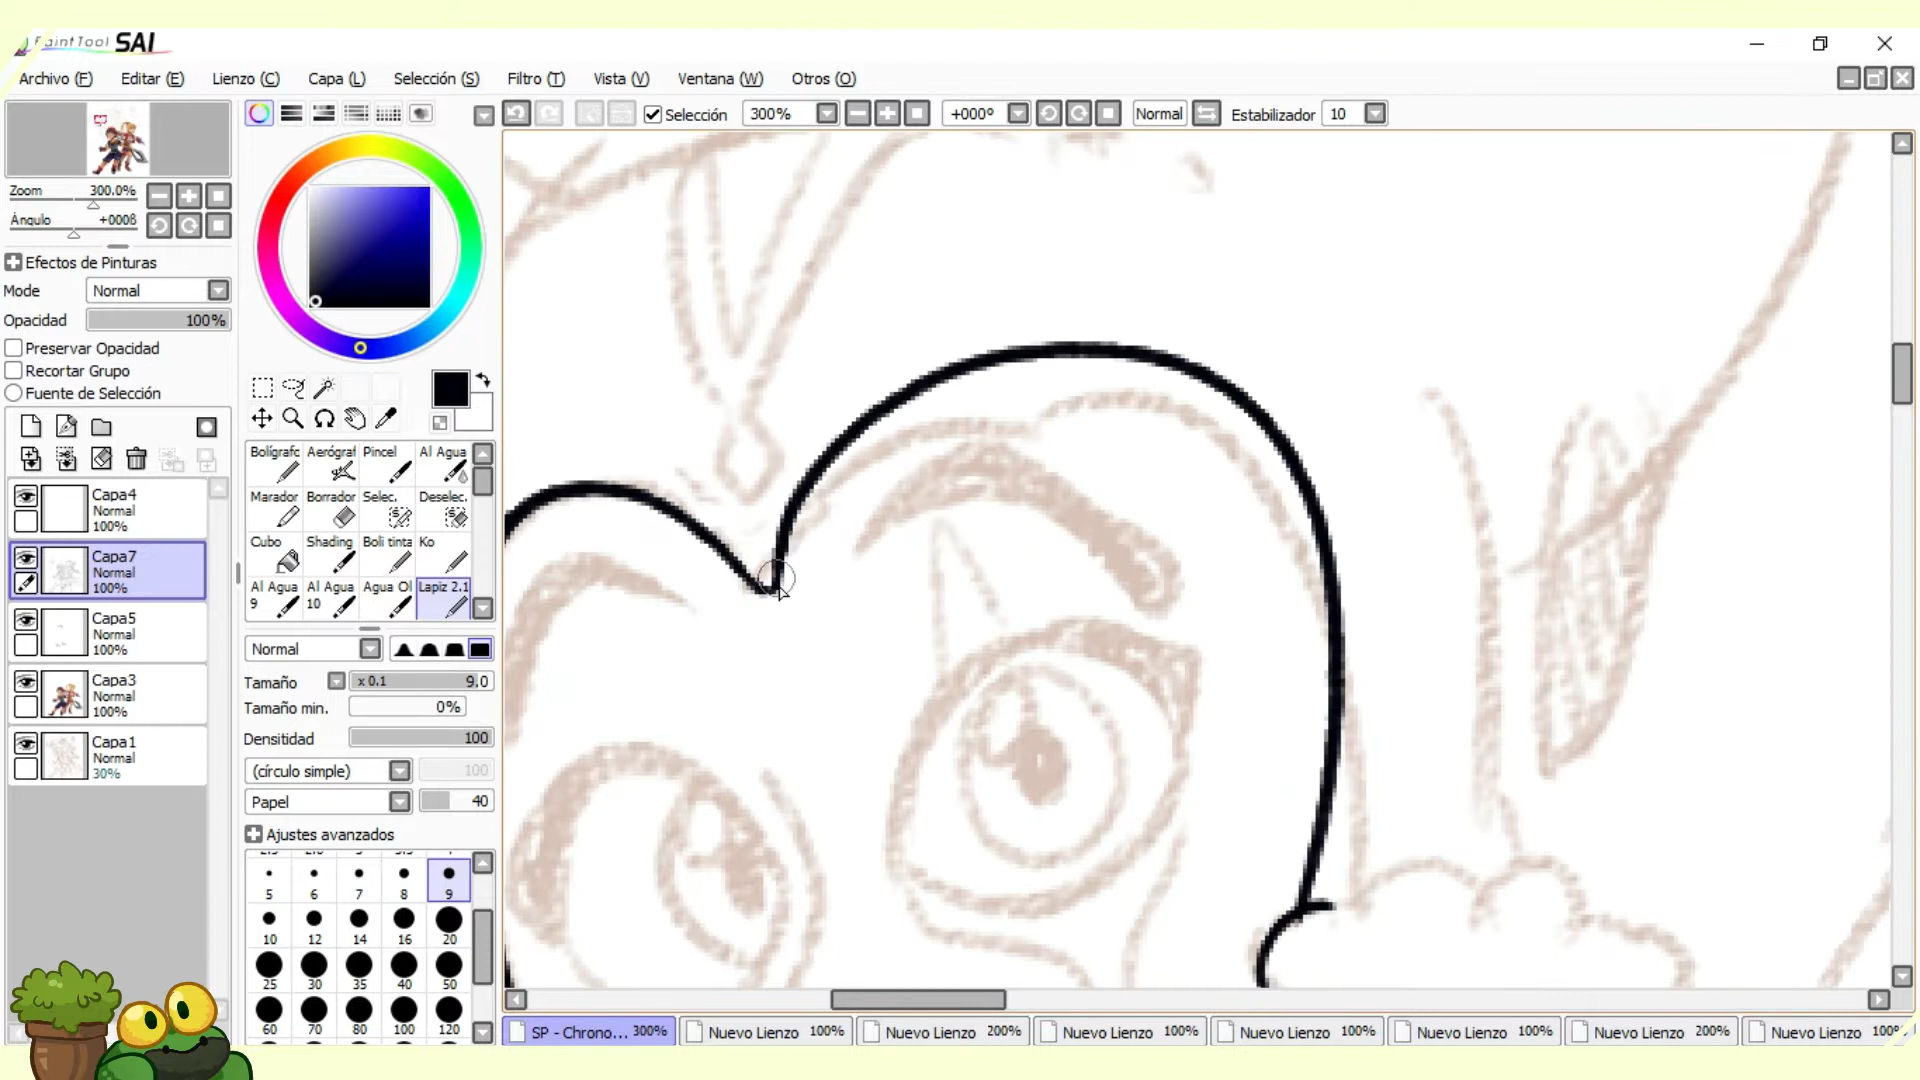 PaintTool SAI
Archivo (F) Editar (E) Lienzo (C) Capa (L) Selección (S) Filtro (T) Vista (V) Ventana (W) Otros (O)
Selección 300% +000º Normal Estabilizador 10
Zoom 300.0%
Ángulo +000ß
Efectos de Pinturas
Mode Normal
Opacidad 100%
Preservar Opacidad
Recortar Grupo
Fuente de Selección
Capa4
Normal
100%
Capa7
Normal
100%
Capa5
Normal
100%
Capa3
Normal
100%
Capa1
Normal
30%
Bolígrafc Aerógraf Pincel Al Agua
Marador Borrador Selec. Deselec.
Cubo Shading Boli tinta Ko
Al Agua 9 Al Agua 10 Agua Ol Lapiz 2.1
Normal
Tamaño x 0.1 9.0
Tamaño min. 0%
Densitidad 100
(círculo simple) 100
Papel 40
Ajustes avanzados
5 6 7 8 9
10 12 14 16 20
25 30 35 40 50
60 70 80 100 120
SP - Chrono... 300% Nuevo Lienzo 100% Nuevo Lienzo 200% Nuevo Lienzo 100% Nuevo Lienzo 100% Nuevo Lienzo 100% Nuevo Lienzo 200% Nuevo Lienzo 100%